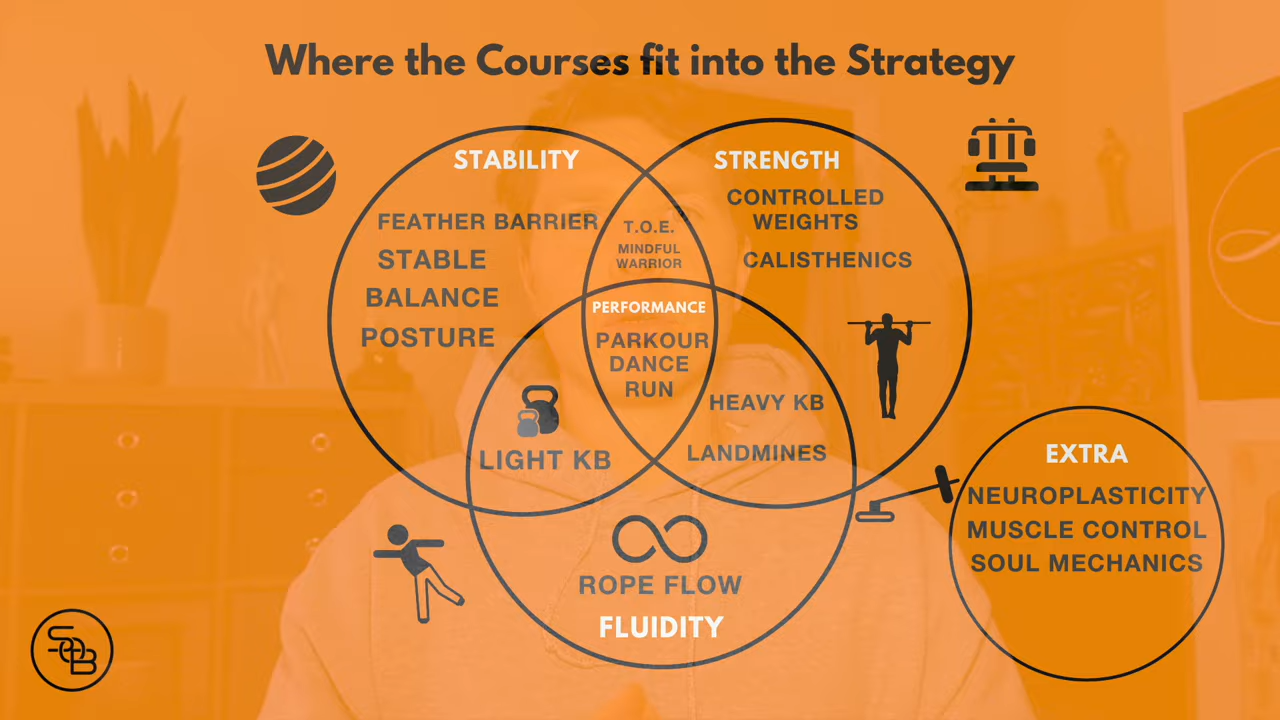 Where the Courses fit into the Strategy
STABILITY
FEATHER BARRIER
STABLE
BALANCE
POSTURE
STRENGTH
CONTROLLED
WEIGHTS
CALISTHENICS
T.O.E.
MINDFUL
WARRIOR
PERFORMANCE
PARKOUR
DANCE
RUN
LIGHT KB
HEAVY KB
LANDMINES
ROPE FLOW
FLUIDITY
EXTRA
NEUROPLASTICITY
MUSCLE CONTROL
SOUL MECHANICS
SOB